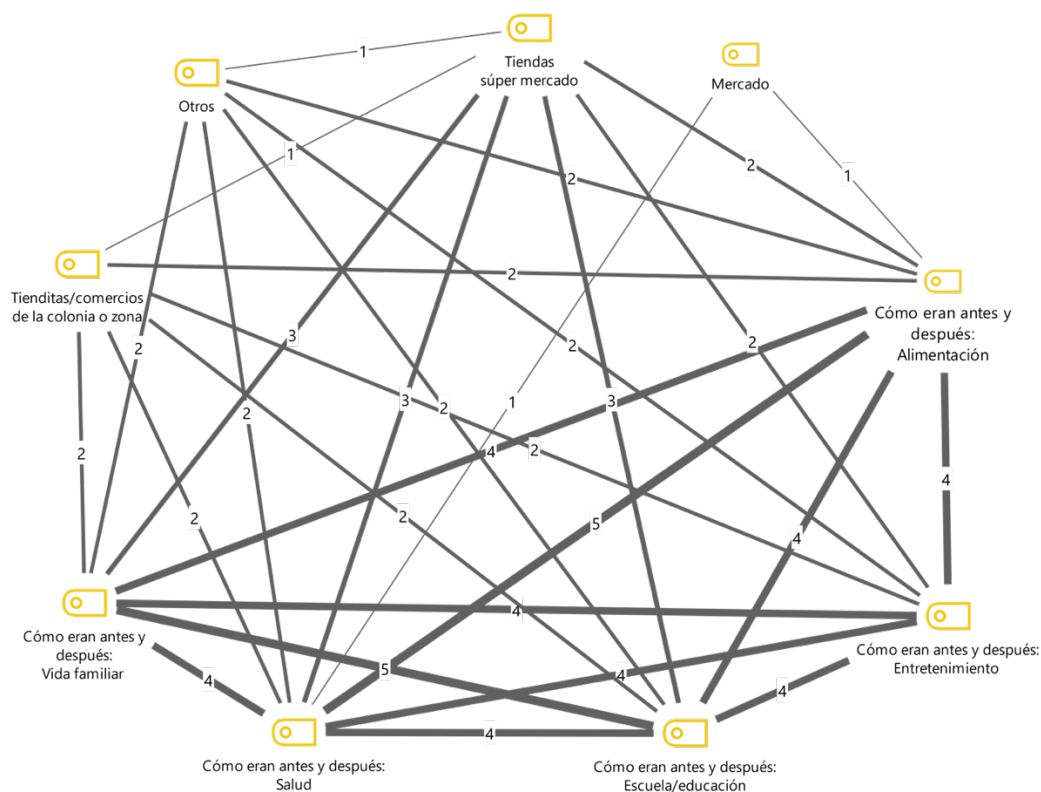 Tiendas
súper mercado
Otros
Mercado
1
1
2
2
1
Tienditas/comercios
de la colonia o zona
2
Cómo eran antes y
después:
Alimentación
2
3
2
2
2
3
2
1
3
2
4
2
4
2
2
5
4
Cómo eran antes y
después:
Vida familiar
4
Cómo eran antes y después:
Entretenimiento
4
5
4
4
4
Cómo eran antes y después:
Salud
Cómo eran antes y después:
Escuela/educación